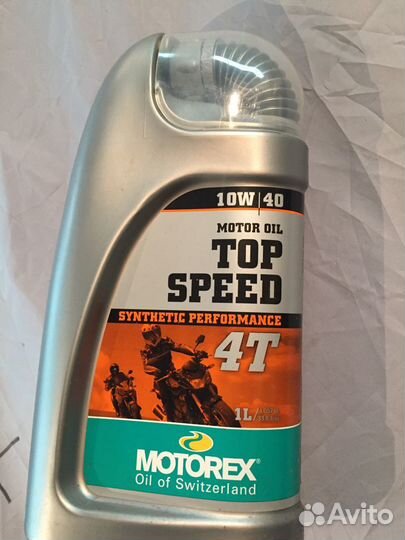 10W/40
MOTOR OIL
TOP
SPEED
SYNTHETIC PERFORMANCE
4T
1L/
MOTOREX®
Oil of Switzerland
Avito